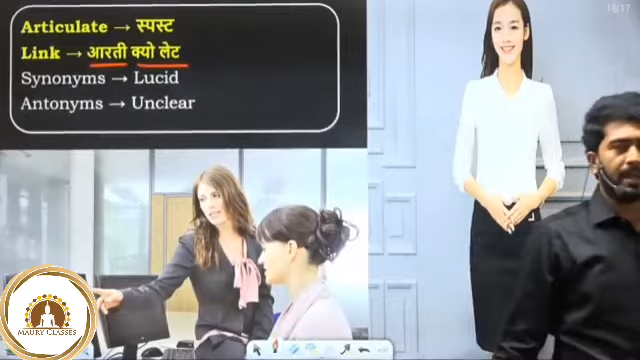 Articulate → स्पस्ट
Link → आरती क्यो लेट
Synonyms → Lucid
Antonyms → Unclear
18:17
MAURY CLASSES